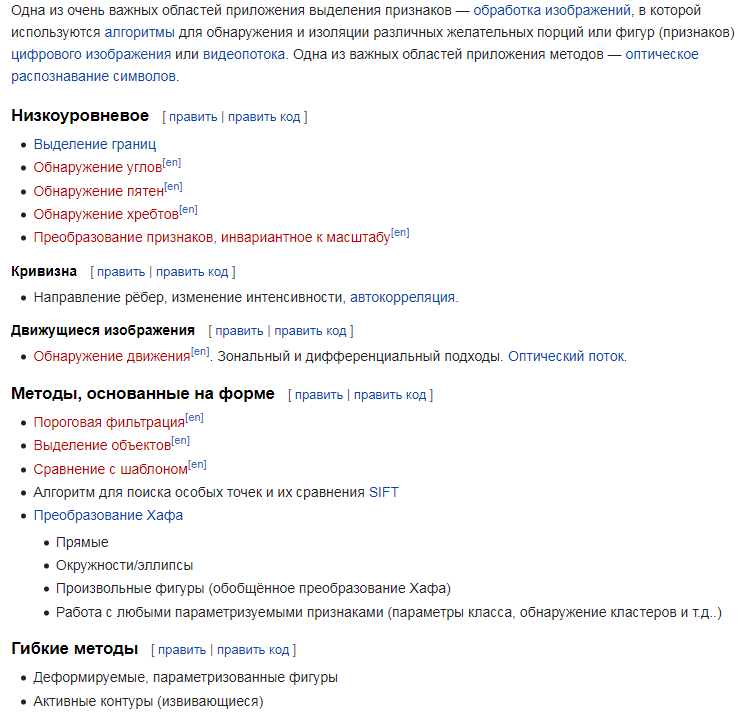 Одна из очень важных областей приложения выделения признаков — обработка изображений, в которой
используются алгоритмы для обнаружения и изоляции различных желательных порций или фигур (признаков)
цифрового изображения или видеопотока. Одна из важных областей приложения методов — оптическое
распознавание символов.
Низкоуровневое [ править | править код ]
• Выделение границ
• Обнаружение углов[en]
• Обнаружение пятен[en]
• Обнаружение хребтов[en]
• Преобразование признаков, инвариантное к масштабу[en]
Кривизна [ править | править код ]
• Направление рёбер, изменение интенсивности, автокорреляция.
Движущиеся изображения [ править | править код ]
• Обнаружение движения[en]. Зональный и дифференциальный подходы. Оптический поток.
Методы, основанные на форме [ править | править код ]
• Пороговая фильтрация[en]
• Выделение объектов[en]
• Сравнение с шаблоном[en]
• Алгоритм для поиска особых точек и их сравнения SIFT
• Преобразование Хафа
• Прямые
• Окружности/эллипсы
• Произвольные фигуры (обобщённое преобразование Хафа)
• Работа с любыми параметризуемыми признаками (параметры класса, обнаружение кластеров и т.д..)
Гибкие методы [ править | править код ]
• Деформируемые, параметризованные фигуры
• Активные контуры (извивающиеся)